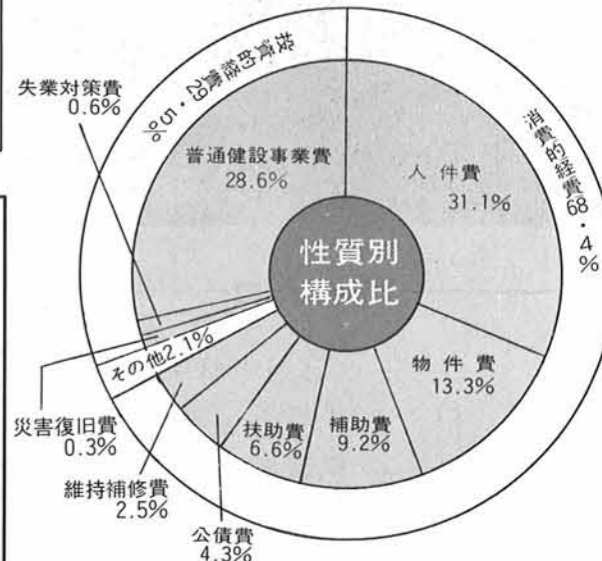 性質別
構成比
消費的経費68・4%
人件費
31.1%
物件費
13.3%
補助費
9.2%
扶助費
6.6%
公債費
4.3%
維持補修費
2.5%
その他2.1%
災害復旧費
0.3%
失業対策費
0.6%
普通健設事業費
28.6%
投資的経費29・5%